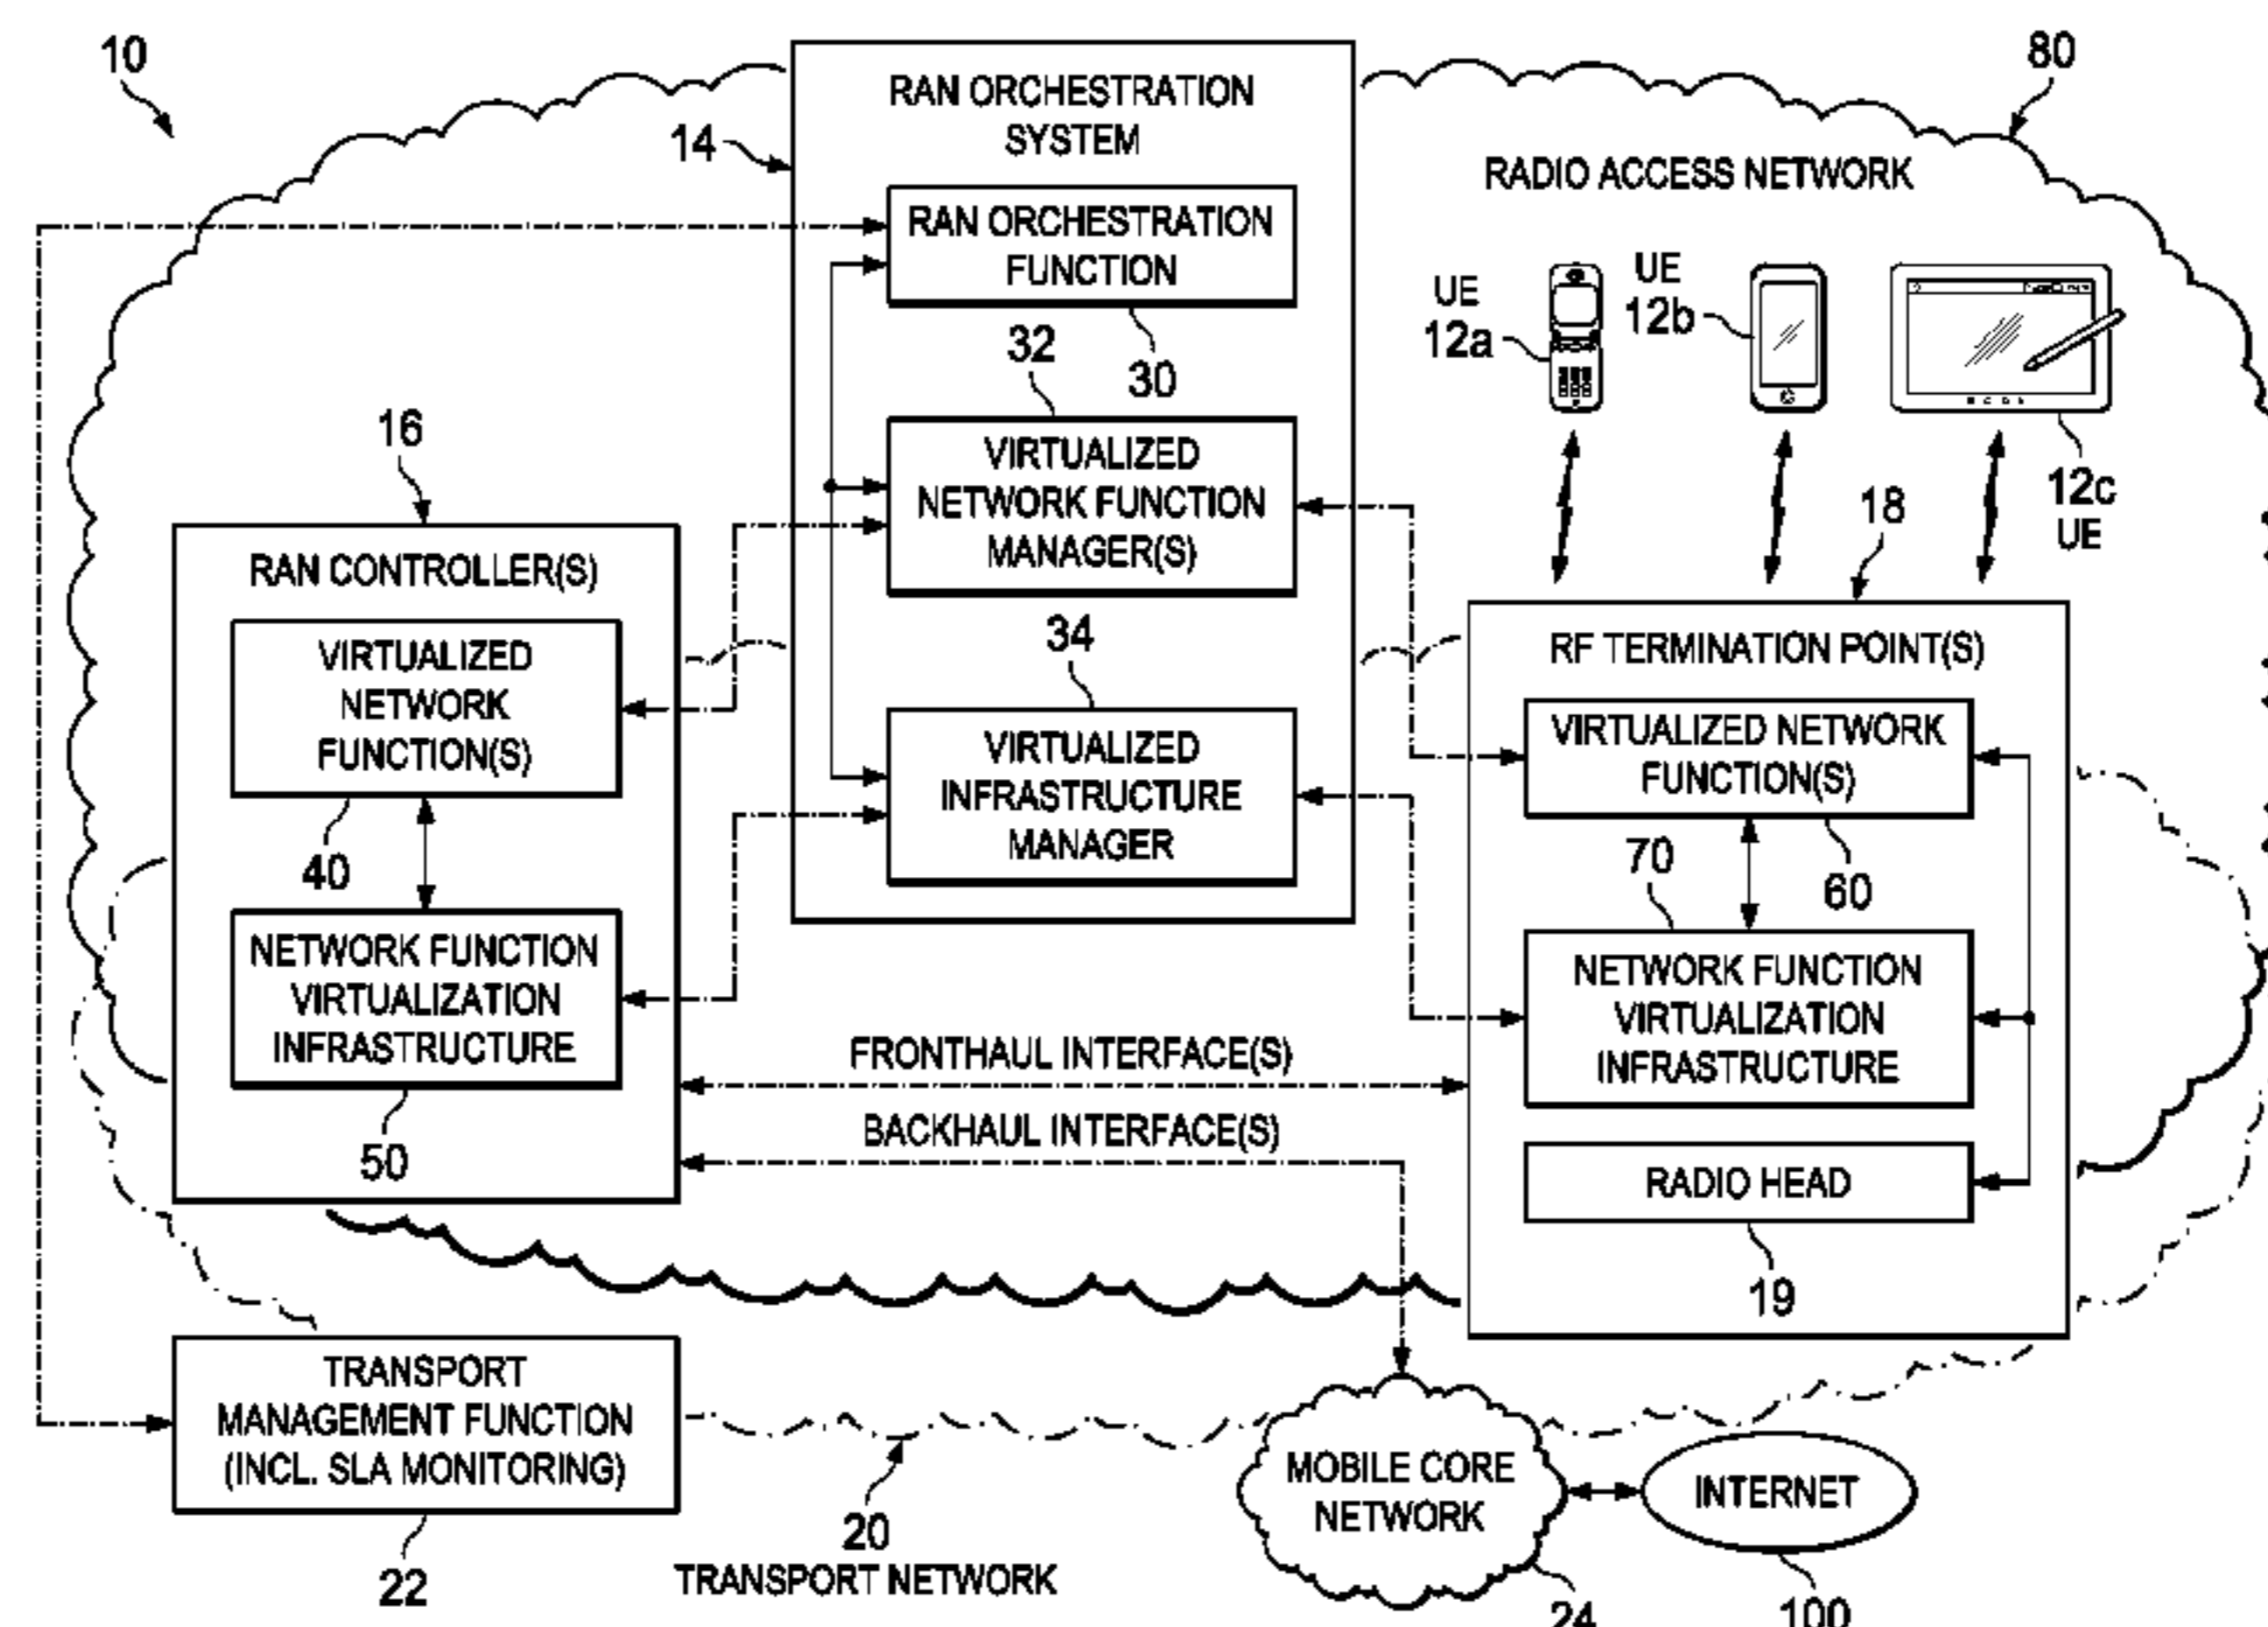 10
80
RAN ORCHESTRATION
SYSTEM
14
RADIO ACCESS NETWORK
RAN ORCHESTRATION
FUNCTION
30
UE
12a
UE
12b
12c
UE
32
VIRTUALIZED
NETWORK FUNCTION
MANAGER(S)
34
VIRTUALIZED
INFRASTRUCTURE
MANAGER
16
RAN CONTROLLER(S)
VIRTUALIZED
NETWORK
FUNCTION(S)
40
NETWORK FUNCTION
VIRTUALIZATION
INFRASTRUCTURE
50
18
RF TERMINATION POINT(S)
VIRTUALIZED NETWORK
FUNCTION(S)
60
70
NETWORK FUNCTION
VIRTUALIZATION
INFRASTRUCTURE
RADIO HEAD
19
FRONTHAUL INTERFACE(S)
BACKHAUL INTERFACE(S)
TRANSPORT
MANAGEMENT FUNCTION
(INCL. SLA MONITORING)
22
20
TRANSPORT NETWORK
MOBILE CORE
NETWORK
24
INTERNET
100